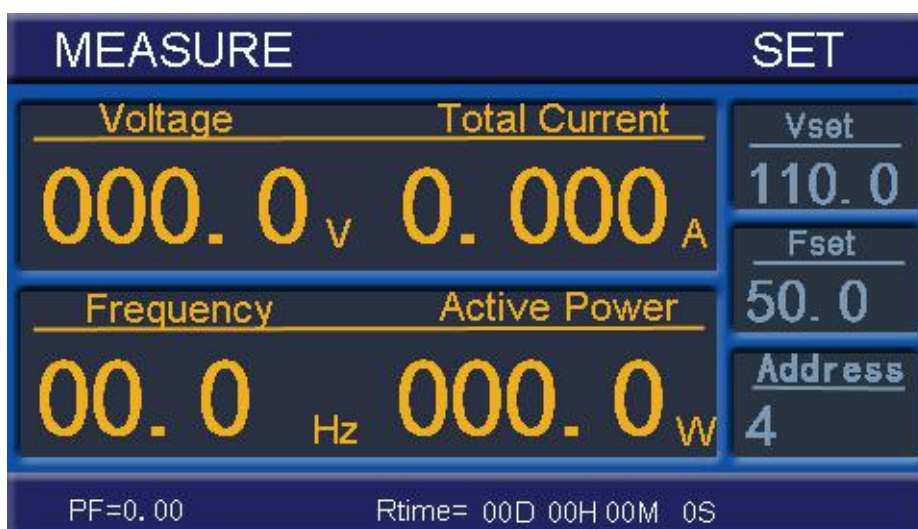 MEASURE SET
Voltage Total Current Vset
000.0 V 0.000 A 110.0
Fset
Frequency Active Power 50.0
00.0 Hz 000.0 W Address
4
PF=0.00 Rtime= 00D 00H 00M 0S